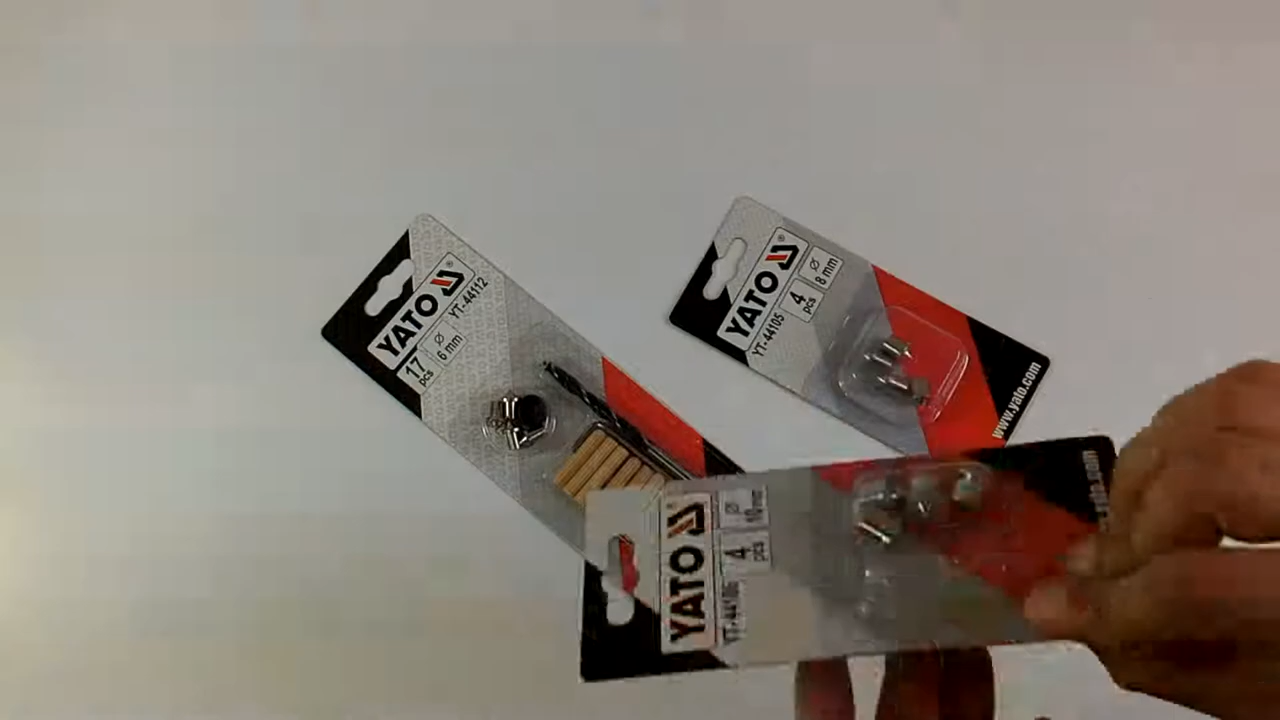 YATO
YT-44112
17 pcs
Ø 6 mm
YATO
YT-44105
4 pcs
Ø 8 mm
www.yato.com
YATO
4 pcs
Ø 10 mm